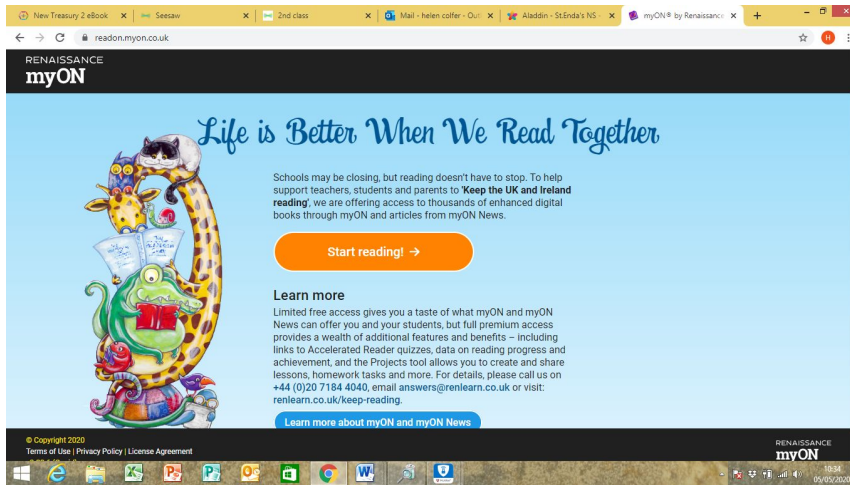 New Treasury 2 eBook
Seesaw
2nd class
Mail - helen colfer - Out
Aladdin - St.Enda's NS -
myON® by Renaissance
readon.myon.co.uk
H
RENAISSANCE
myON
Life is Better When We Read Together
Schools may be closing, but reading doesn't have to stop. To help
support teachers, students and parents to 'Keep the UK and Ireland
reading', we are offering access to thousands of enhanced digital
books through myON and articles from myON News.
Start reading! →
Learn more
Limited free access gives you a taste of what myON and myON
News can offer you and your students, but full premium access
provides a wealth of additional features and benefits – including
links to Accelerated Reader quizzes, data on reading progress and
achievement, and the Projects tool allows you to create and share
lessons, homework tasks and more. For details, please call us on
+44 (0)20 7184 4040, email answers@renlearn.co.uk or visit:
renlearn.co.uk/keep-reading.
Learn more about myON and myON News
© Copyright 2020
Terms of Use | Privacy Policy | License Agreement
RENAISSANCE
myON
10:34
05/05/2020